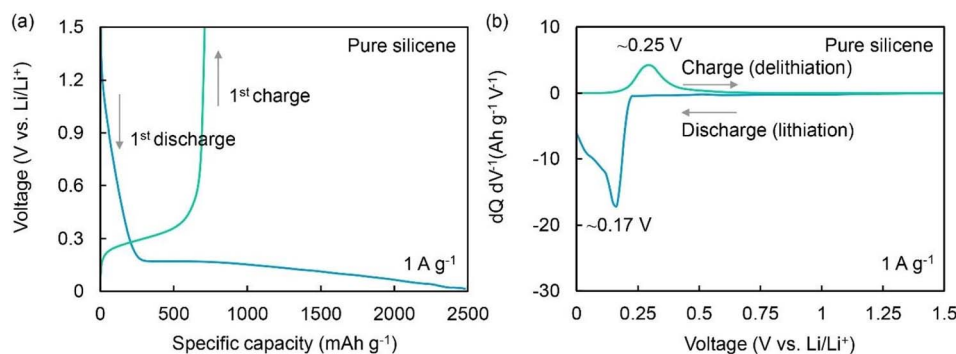 (a)
Voltage (V vs. Li/Li⁺)
1.5
1.2
0.9
0.6
0.3
0
Pure silicene
1ˢᵗ charge
1ˢᵗ discharge
1 A g⁻¹
0 500 1000 1500 2000 2500
Specific capacity (mAh g⁻¹)
(b)
dQ dV⁻¹(Ah g⁻¹ V⁻¹)
10
0
-10
-20
-30
~0.25 V
Pure silicene
Charge (delithiation)
Discharge (lithiation)
~0.17 V
1 A g⁻¹
0 0.25 0.5 0.75 1 1.25 1.5
Voltage (V vs. Li/Li⁺)